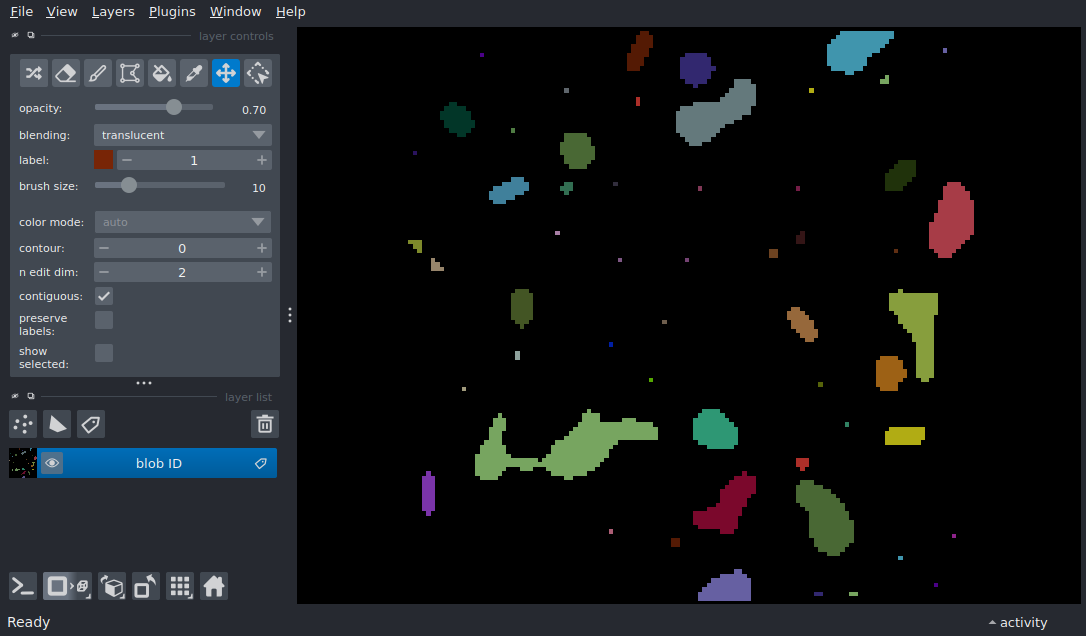 File View Layers Plugins Window Help
layer controls
opacity: 0.70
blending: translucent
label: 1
brush size: 10
color mode: auto
contour: 0
n edit dim: 2
contiguous:
preserve
labels:
show
selected:
layer list
blob ID
Ready
activity